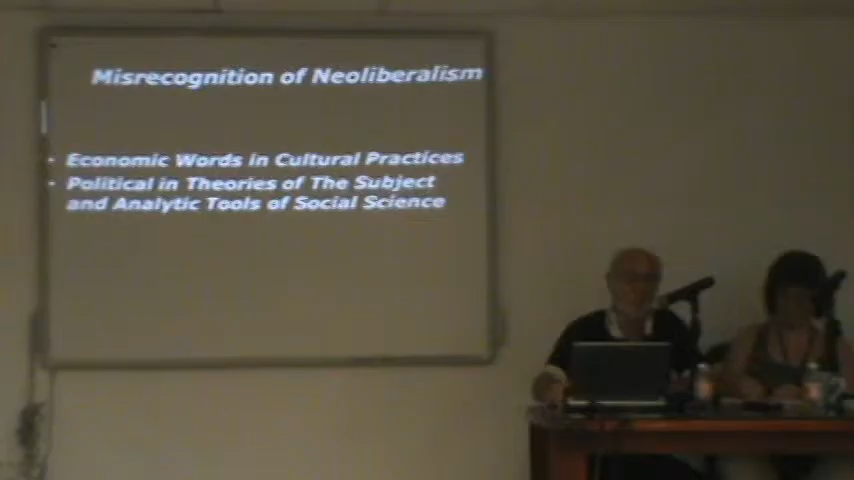 Misrecognition of Neoliberalism
• Economic Words in Cultural Practices
• Political in Theories of The Subject
and Analytic Tools of Social Science